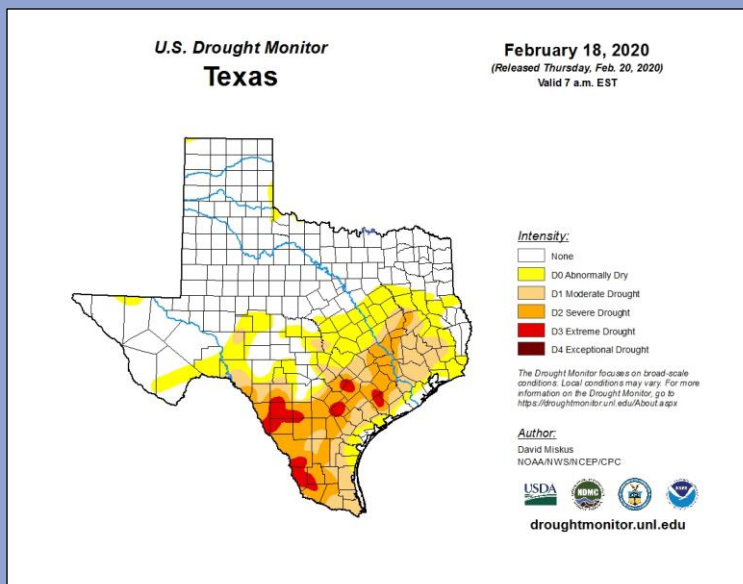 U.S. Drought Monitor
Texas
February 18, 2020
(Released Thursday, Feb. 20, 2020)
Valid 7 a.m. EST
Intensity:
None
D0 Abnormally Dry
D1 Moderate Drought
D2 Severe Drought
D3 Extreme Drought
D4 Exceptional Drought
The Drought Monitor focuses on broad-scale
conditions. Local conditions may vary. For more
information on the Drought Monitor, go to
https://droughtmonitor.unl.edu/About.aspx
Author:
David Miskus
NOAA/NWS/NCEP/CPC
USDA
NDMC
droughtmonitor.unl.edu